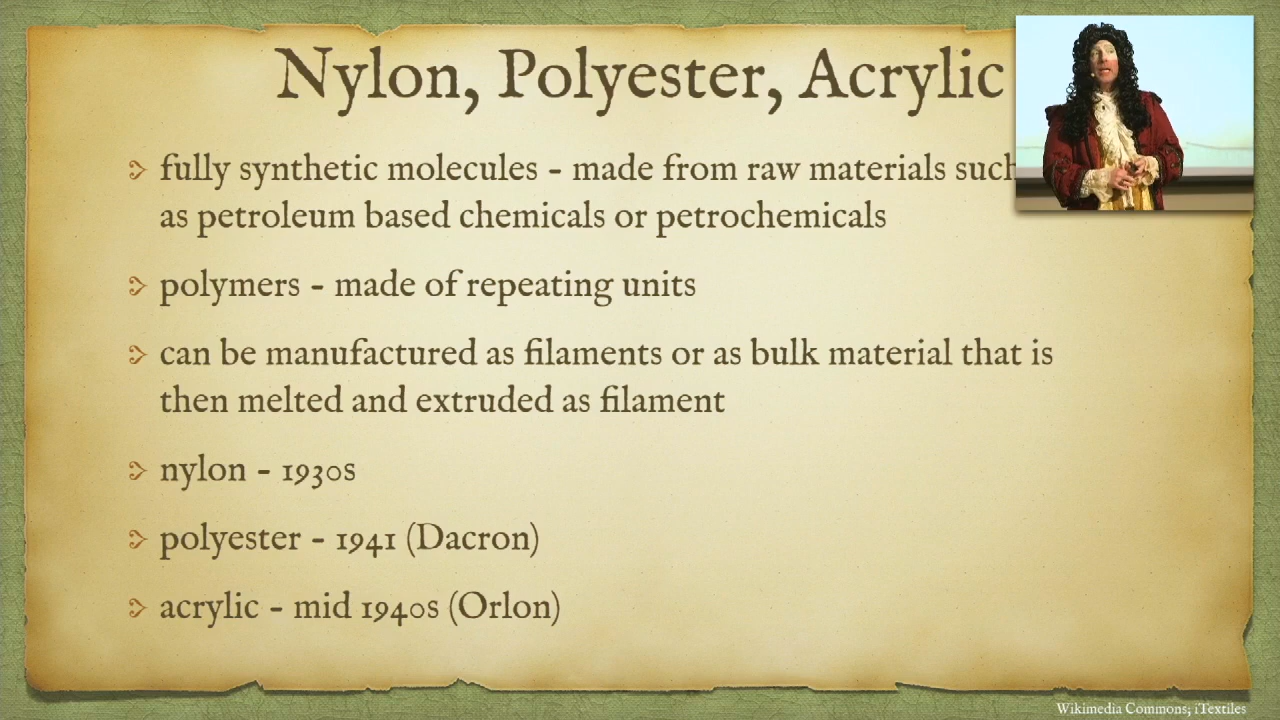 Nylon, Polyester, Acrylic
fully synthetic molecules - made from raw materials such
as petroleum based chemicals or petrochemicals
polymers - made of repeating units
can be manufactured as filaments or as bulk material that is
then melted and extruded as filament
nylon - 1930s
polyester - 1941 (Dacron)
acrylic - mid 1940s (Orlon)
Wikimedia Commons; iTextiles